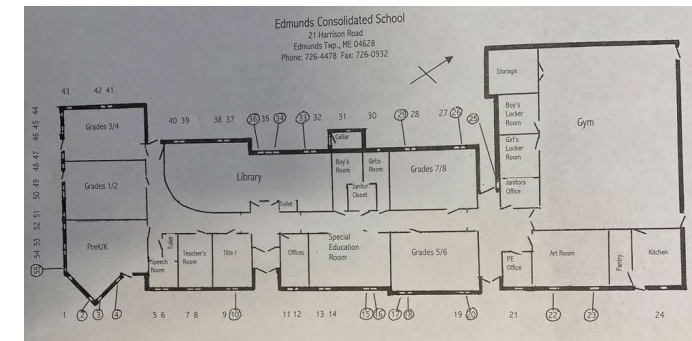 Edmunds Consolidated School
21 Harrison Road
Edmunds Twp., ME 04628
Phone: 726-4478 Fax: 726-0932
43 42 41
40 39 38 37 36 35 34 33 32 31 30 29 28 27 26 25
44
45
46
47
48
49
50
51
52
53
54
55
Storage
Boy's
Locker
Room
Girl's
Locker
Room
Janitors
Office
Gym
Grades 3/4
Grades 1/2
PreK/K
Library
Cellar
Boy's
Room
Girl's
Room
Janitor
Closet
Grades 7/8
Toilet
Toilet
Speech
Room
Teacher's
Room
Title I
Offices
Special
Education
Room
Grades 5/6
PE
Office
Art Room
Pantry
Kitchen
1 2 3 4 5 6 7 8 9 10 11 12 13 14 15 16 17 18 19 20 21 22 23 24